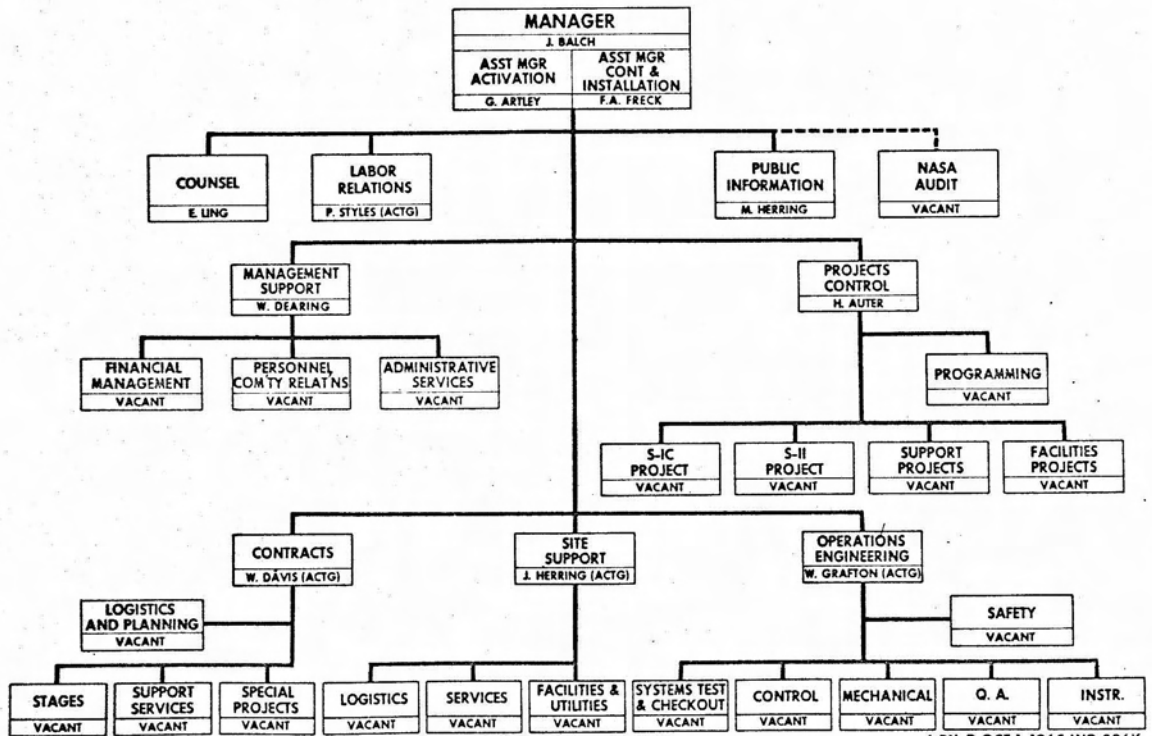 MANAGER
J. BALCH
ASST MGR
ACTIVATION
G. ARTLEY
ASST MGR
CONT &
INSTALLATION
F.A. FRECK
COUNSEL
E. LING
LABOR
RELATIONS
P. STYLES (ACTG)
PUBLIC
INFORMATION
M. HERRING
NASA
AUDIT
VACANT
MANAGEMENT
SUPPORT
W. DEARING
PROJECTS
CONTROL
H. AUTER
FINANCIAL
MANAGEMENT
VACANT
PERSONNEL
COM'TY RELAT'NS
VACANT
ADMINISTRATIVE
SERVICES
VACANT
PROGRAMMING
VACANT
S-IC
PROJECT
VACANT
S-II
PROJECT
VACANT
SUPPORT
PROJECTS
VACANT
FACILITIES
PROJECTS
VACANT
CONTRACTS
W. DAVIS (ACTG)
SITE
SUPPORT
J. HERRING (ACTG)
OPERATIONS
ENGINEERING
W. GRAFTON (ACTG)
LOGISTICS
AND PLANNING
VACANT
SAFETY
VACANT
STAGES
VACANT
SUPPORT
SERVICES
VACANT
SPECIAL
PROJECTS
VACANT
LOGISTICS
VACANT
SERVICES
VACANT
FACILITIES &
UTILITIES
VACANT
SYSTEMS TEST
& CHECKOUT
VACANT
CONTROL
VACANT
MECHANICAL
VACANT
Q. A.
VACANT
INSTR.
VACANT